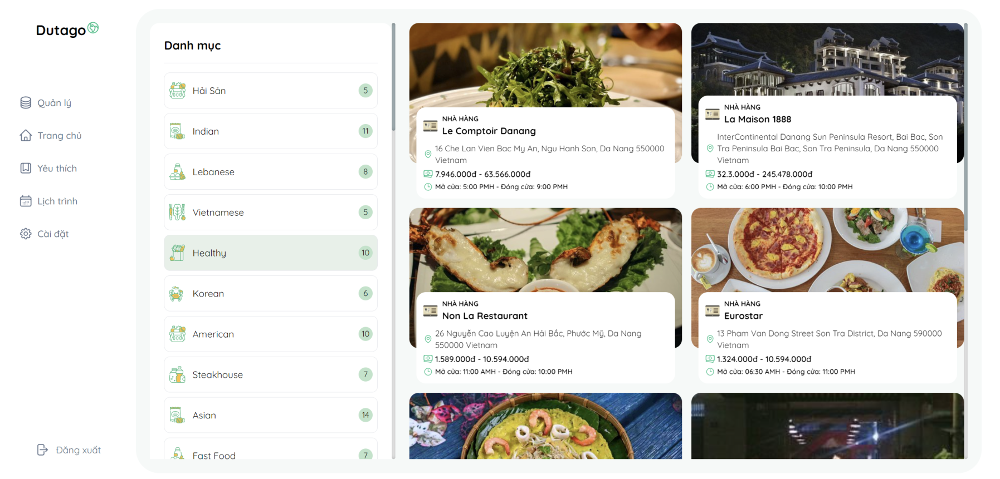 Dutago
Quản lý
Trang chủ
Yêu thích
Lịch trình
Cài đặt
Đăng xuất
Danh mục
Hải Sản 5
Indian 11
Lebanese 8
Vietnamese 5
Healthy 10
Korean 6
American 10
Steakhouse 7
Asian 14
Fast Food 7
NHÀ HÀNG
Le Comptoir Danang
16 Che Lan Vien Bac My An, Ngu Hanh Son, Da Nang 550000
Vietnam
7.946.000đ - 63.566.000đ
Mở cửa: 5:00 PMH - Đóng cửa: 9:00 PMH
NHÀ HÀNG
La Maison 1888
InterContinental Danang Sun Peninsula Resort, Bai Bac, Son
Tra Peninsula Bai Bac, Son Tra Peninsula, Da Nang 550000
Vietnam
32.3.000đ - 245.478.000đ
Mở cửa: 6:00 PMH - Đóng cửa: 10:00 PMH
NHÀ HÀNG
Non La Restaurant
26 Nguyễn Cao Luyện An Hải Bắc, Phước Mỹ, Da Nang
550000 Vietnam
1.589.000đ - 10.594.000đ
Mở cửa: 11:00 AMH - Đóng cửa: 10:00 PMH
NHÀ HÀNG
Eurostar
13 Pham Van Dong Street Son Tra District, Da Nang 590000
Vietnam
1.324.000đ - 10.594.000đ
Mở cửa: 06:30 AMH - Đóng cửa: 11:00 PMH